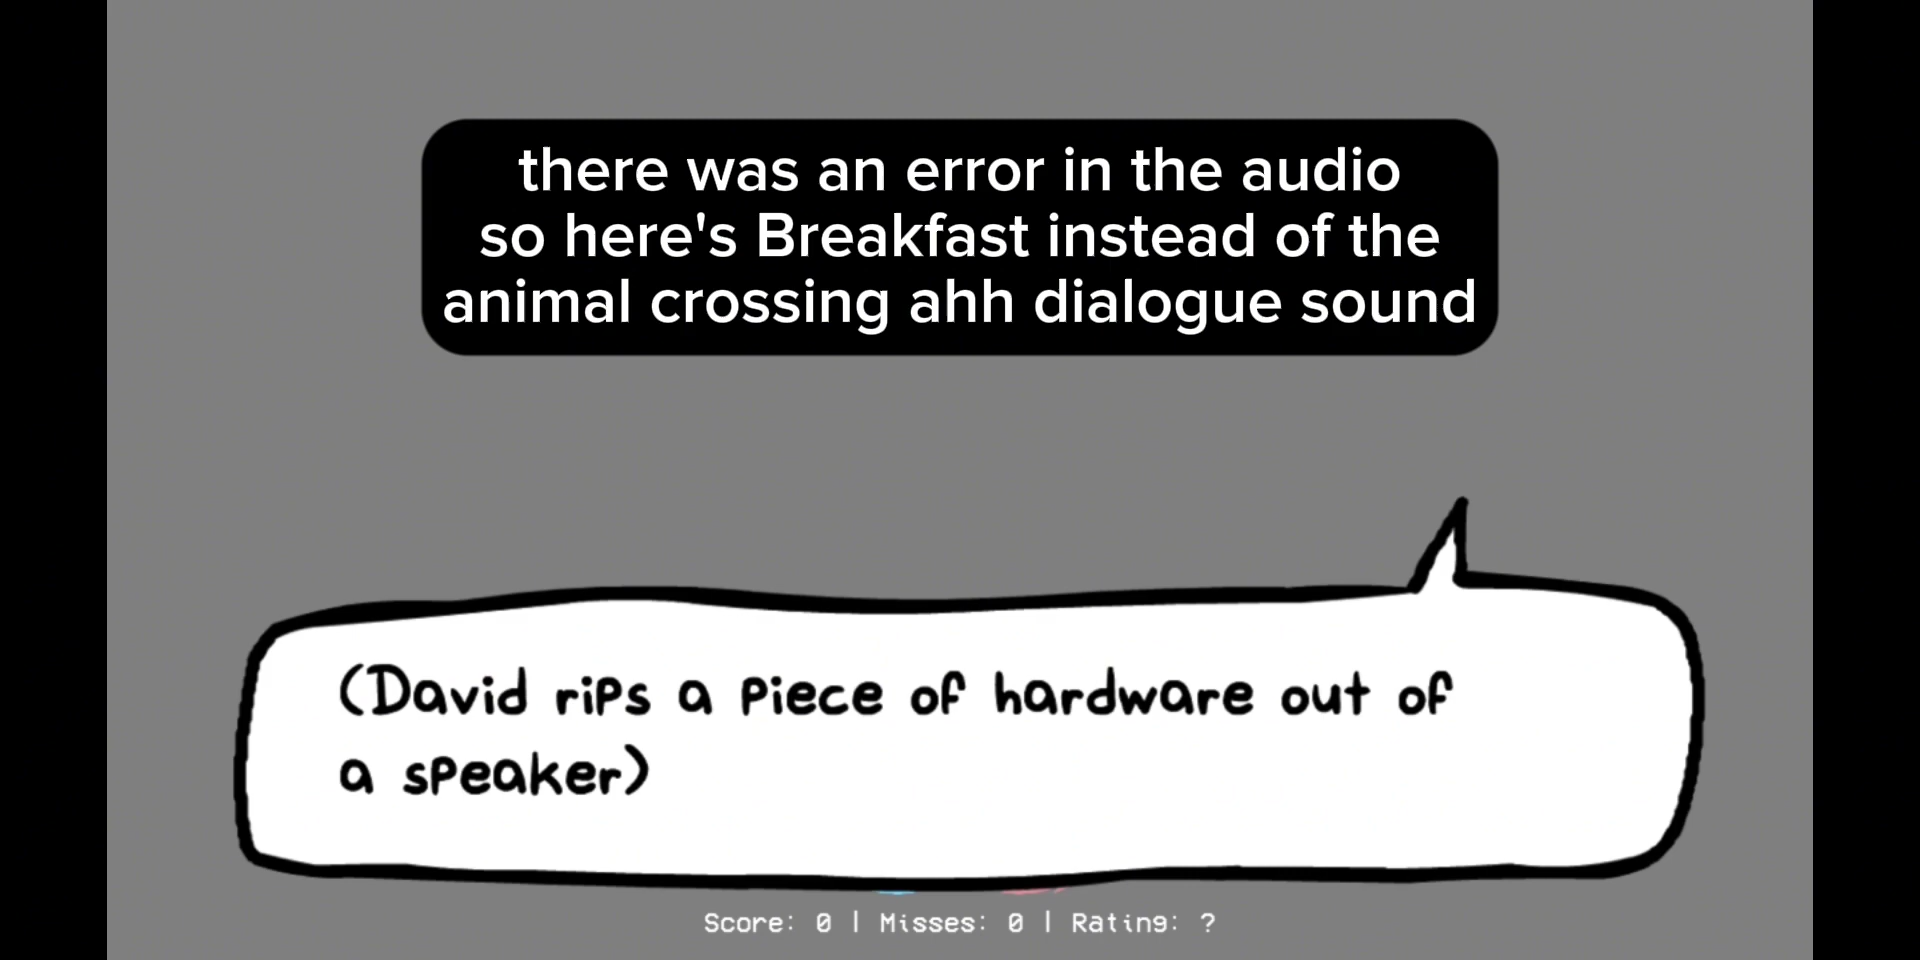 there was an error in the audio
so here's Breakfast instead of the
animal crossing ahh dialogue sound
(David rips a piece of hardware out of
a speaker)
Score: 0 | Misses: 0 | Rating: ?